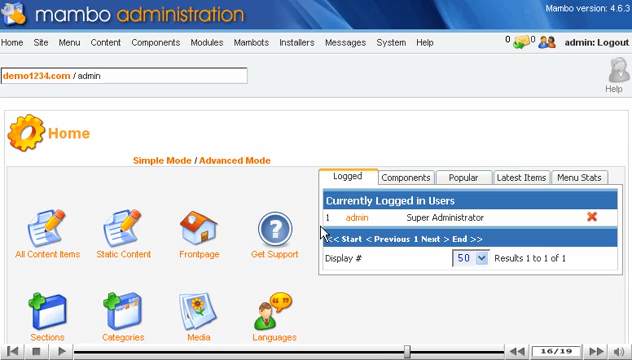 mambo administration
Mambo version: 4.6.3
Home Site Menu Content Components Modules Mambots Installers Messages System Help 0 0 admin: Logout
demo1234.com / admin
Help
Home
Simple Mode / Advanced Mode
Logged Components Popular Latest Items Menu Stats
Currently Logged in Users
1 admin Super Administrator
<< Start < Previous 1 Next > End >>
Display # 50 Results 1 to 1 of 1
All Content Items Static Content Frontpage Get Support
Sections Categories Media Languages
16/19